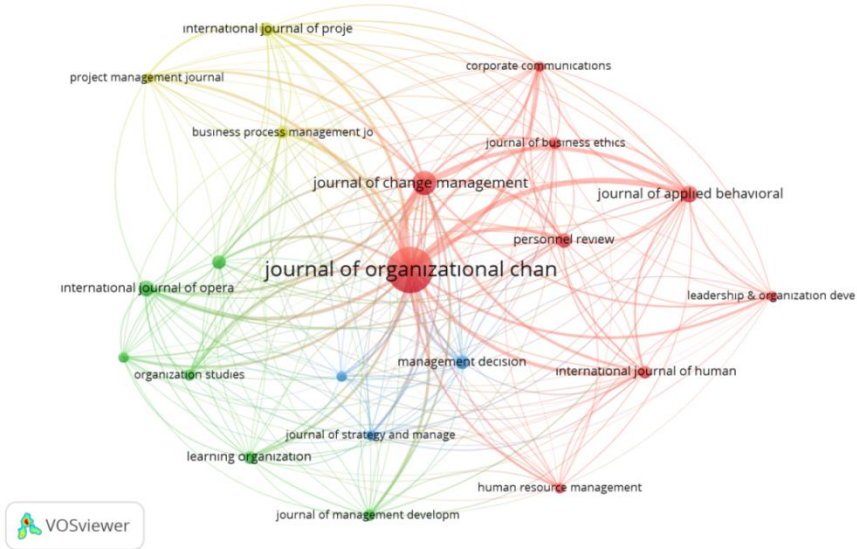 international journal of proje
corporate communications
project management journal
business process management jo
journal of business ethics
journal of change management
journal of applied behavioral
personnel review
journal of organizational chan
international journal of opera
leadership & organization deve
management decision
organization studies
international journal of human
journal of strategy and manage
learning organization
human resource management
journal of management developm
VOSviewer